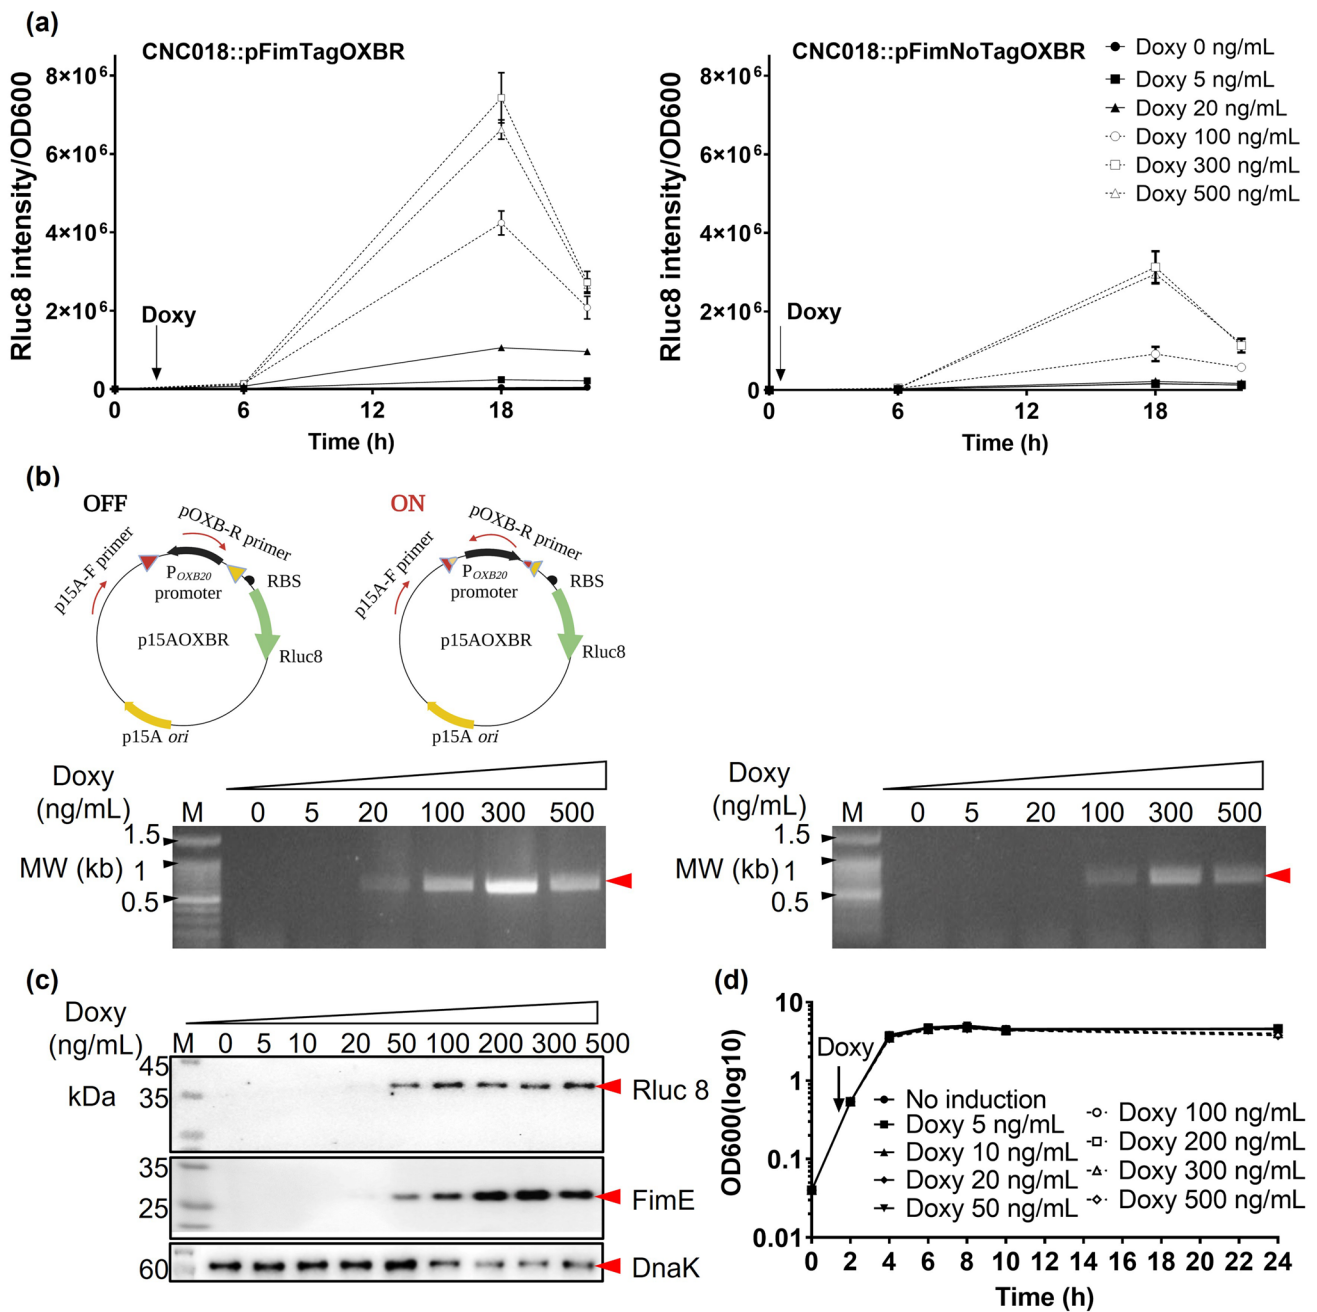 (a)
CNC018::pFimTagOXBR
Rluc8 intensity/OD600
8×10⁶
6×10⁶
4×10⁶
2×10⁶
0
Doxy
0 6 12 18
Time (h)
CNC018::pFimNoTagOXBR
Rluc8 intensity/OD600
8×10⁶
6×10⁶
4×10⁶
2×10⁶
0
Doxy
0 6 12 18
Time (h)
Doxy 0 ng/mL
Doxy 5 ng/mL
Doxy 20 ng/mL
Doxy 100 ng/mL
Doxy 300 ng/mL
Doxy 500 ng/mL
(b)
OFF
p15A-F primer
pOXB-R primer
P_OXB20
promoter
RBS
p15AOXBR
Rluc8
p15A ori
ON
p15A-F primer
pOXB-R primer
P_OXB20
promoter
RBS
p15AOXBR
Rluc8
p15A ori
Doxy
(ng/mL) M 0 5 20 100 300 500
1.5
MW (kb) 1
0.5
Doxy
(ng/mL) M 0 5 20 100 300 500
1.5
MW (kb) 1
0.5
(c)
Doxy
(ng/mL) M 0 5 10 20 50 100 200 300 500
kDa
45
35
Rluc 8
35
25
FimE
60
DnaK
(d)
OD600(log10)
10
1
0.1
0.01
Doxy
No induction
Doxy 5 ng/mL
Doxy 10 ng/mL
Doxy 20 ng/mL
Doxy 50 ng/mL
Doxy 100 ng/mL
Doxy 200 ng/mL
Doxy 300 ng/mL
Doxy 500 ng/mL
0 2 4 6 8 10 12 14 16 18 20 22 24
Time (h)